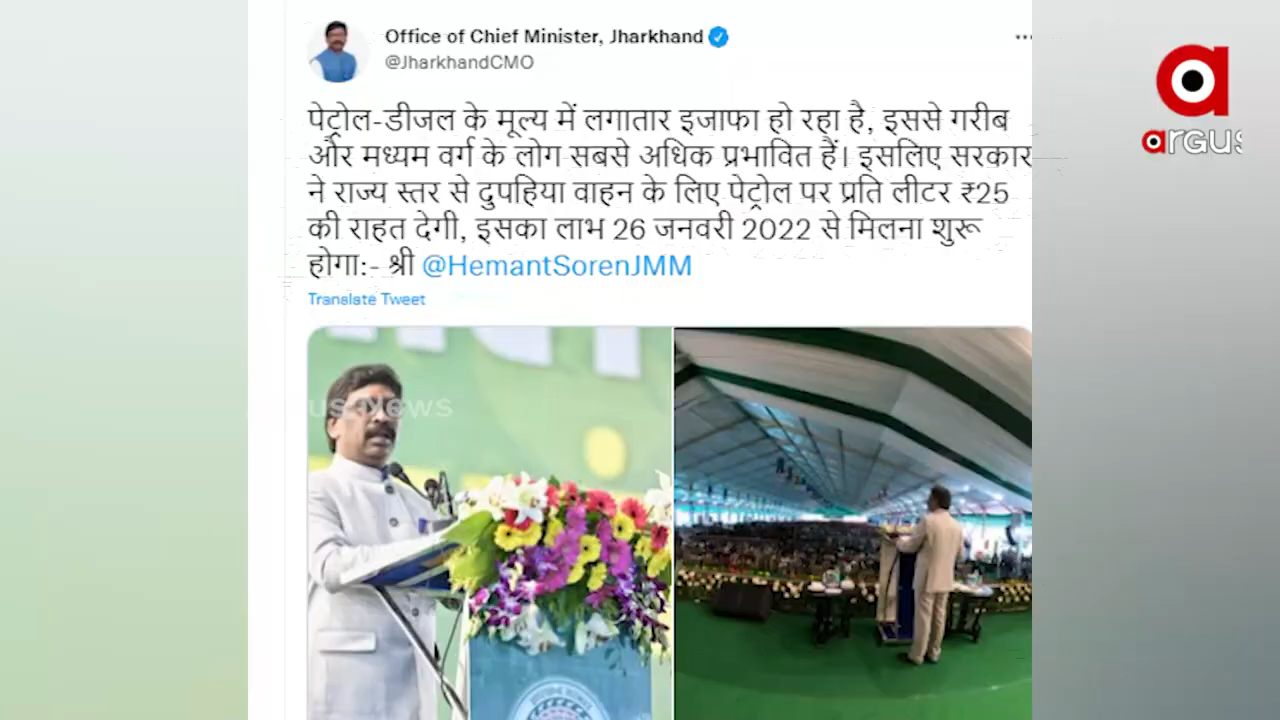 Office of Chief Minister, Jharkhand
@JharkhandCMO
पेट्रोल-डीजल के मूल्य में लगातार इजाफा हो रहा है, इससे गरीब
और मध्यम वर्ग के लोग सबसे अधिक प्रभावित हैं। इसलिए सरकार
ने राज्य स्तर से दुपहिया वाहन के लिए पेट्रोल पर प्रति लीटर ₹25
की राहत देगी, इसका लाभ 26 जनवरी 2022 से मिलना शुरू
होगा:- श्री @HemantSorenJMM
Translate Tweet
us News
argus